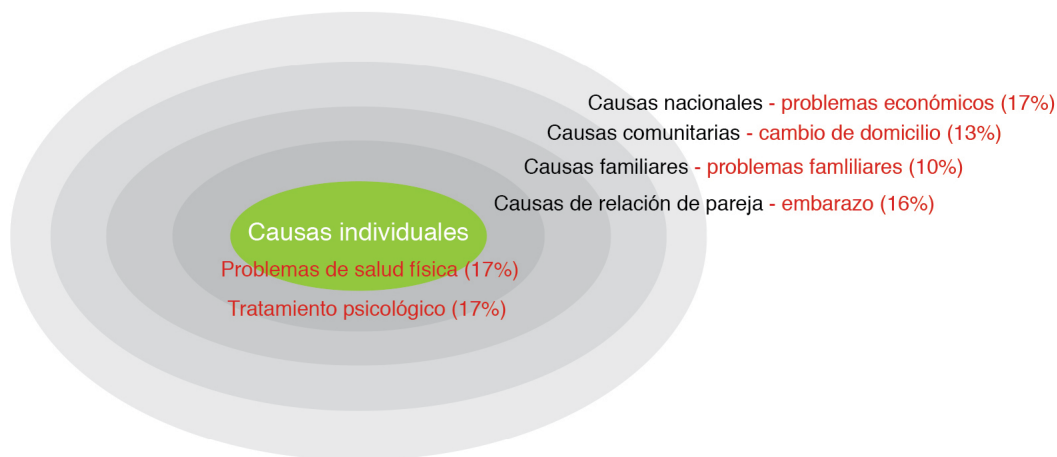 Causas nacionales - problemas económicos (17%)
Causas comunitarias - cambio de domicilio (13%)
Causas familiares - problemas famliliares (10%)
Causas de relación de pareja - embarazo (16%)
Causas individuales
Problemas de salud física (17%)
Tratamiento psicológico (17%)